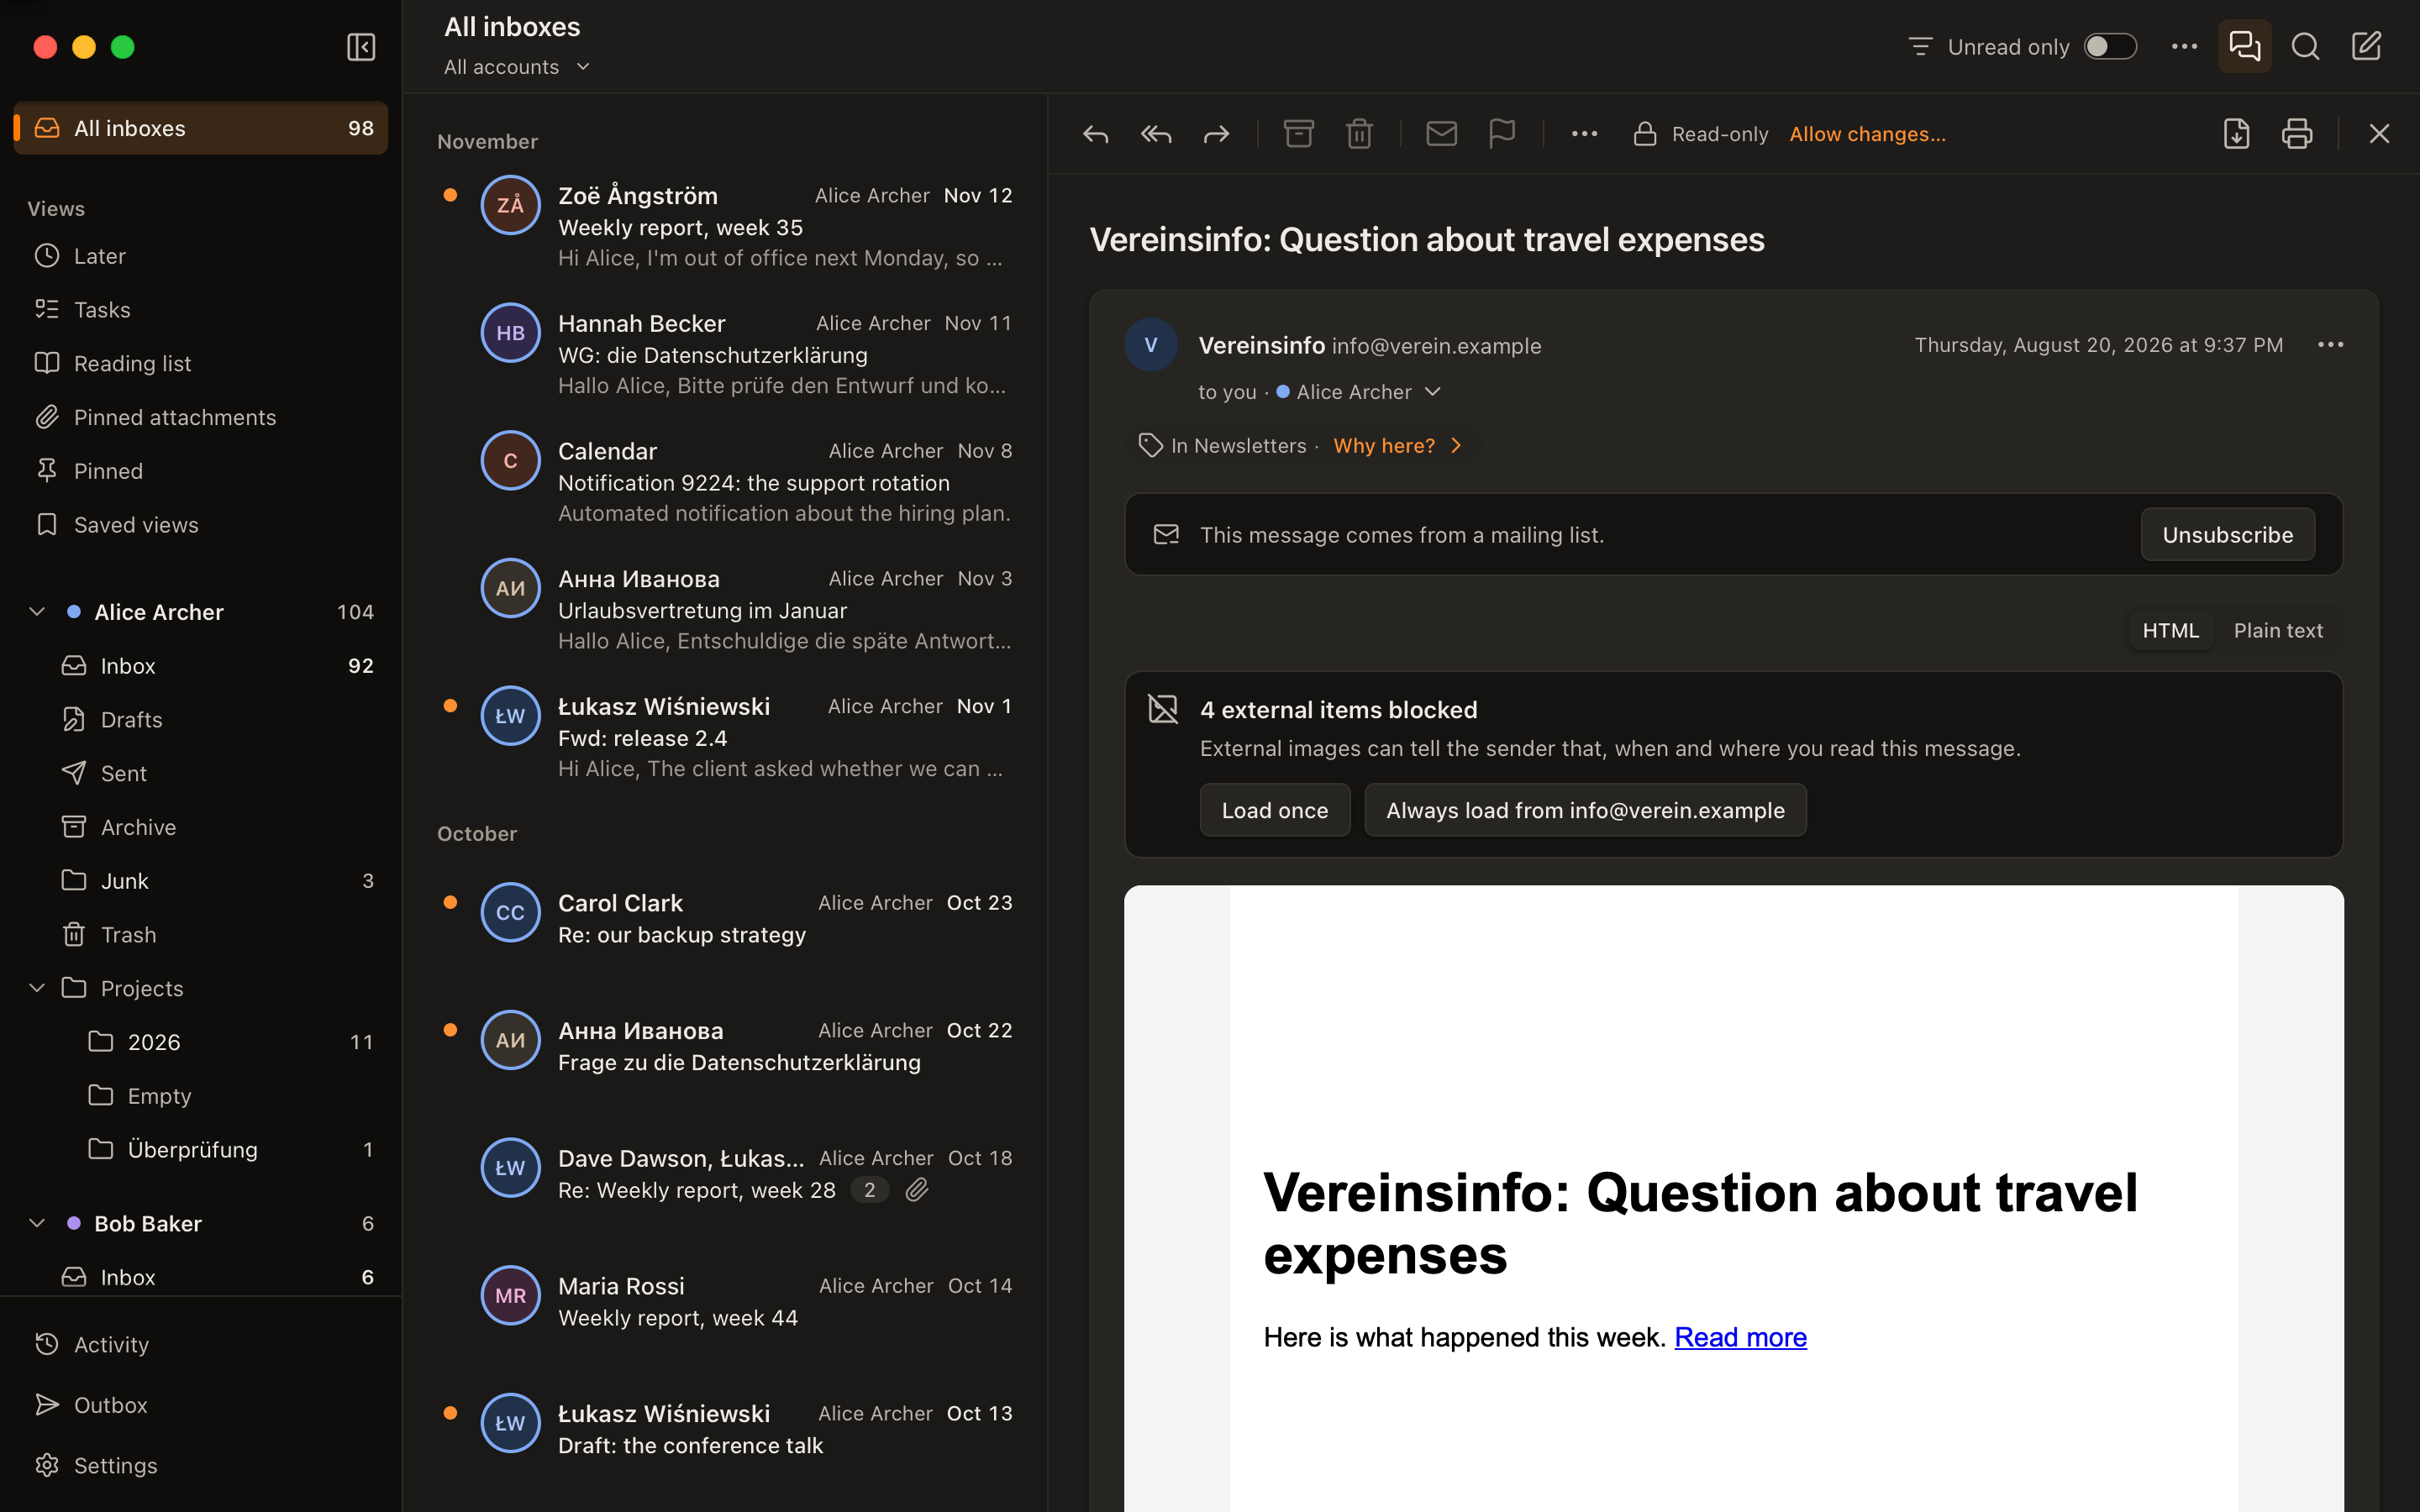 All inboxes 98
Views
Later
Tasks
Reading list
Pinned attachments
Pinned
Saved views
Alice Archer 104
Inbox 92
Drafts
Sent
Archive
Junk 3
Trash
Projects
2026 11
Empty
Überprüfung 1
Bob Baker 6
Inbox 6
Activity
Outbox
Settings
All inboxes
All accounts
Unread only
November
ZÅ Zoë Ångström Alice Archer Nov 12
Weekly report, week 35
Hi Alice, I'm out of office next Monday, so ...
HB Hannah Becker Alice Archer Nov 11
WG: die Datenschutzerklärung
Hallo Alice, Bitte prüfe den Entwurf und ko...
C Calendar Alice Archer Nov 8
Notification 9224: the support rotation
Automated notification about the hiring plan.
АИ Анна Иванова Alice Archer Nov 3
Urlaubsvertretung im Januar
Hallo Alice, Entschuldige die späte Antwort...
ŁW Łukasz Wiśniewski Alice Archer Nov 1
Fwd: release 2.4
Hi Alice, The client asked whether we can ...
October
CC Carol Clark Alice Archer Oct 23
Re: our backup strategy
АИ Анна Иванова Alice Archer Oct 22
Frage zu die Datenschutzerklärung
ŁW Dave Dawson, Łukas... Alice Archer Oct 18
Re: Weekly report, week 28 2
MR Maria Rossi Alice Archer Oct 14
Weekly report, week 44
ŁW Łukasz Wiśniewski Alice Archer Oct 13
Draft: the conference talk
Read-only Allow changes...
Vereinsinfo: Question about travel expenses
V Vereinsinfo info@verein.example Thursday, August 20, 2026 at 9:37 PM
to you · Alice Archer
In Newsletters · Why here?
This message comes from a mailing list. Unsubscribe
HTML Plain text
4 external items blocked
External images can tell the sender that, when and where you read this message.
Load once Always load from info@verein.example
Vereinsinfo: Question about travel
expenses
Here is what happened this week. Read more